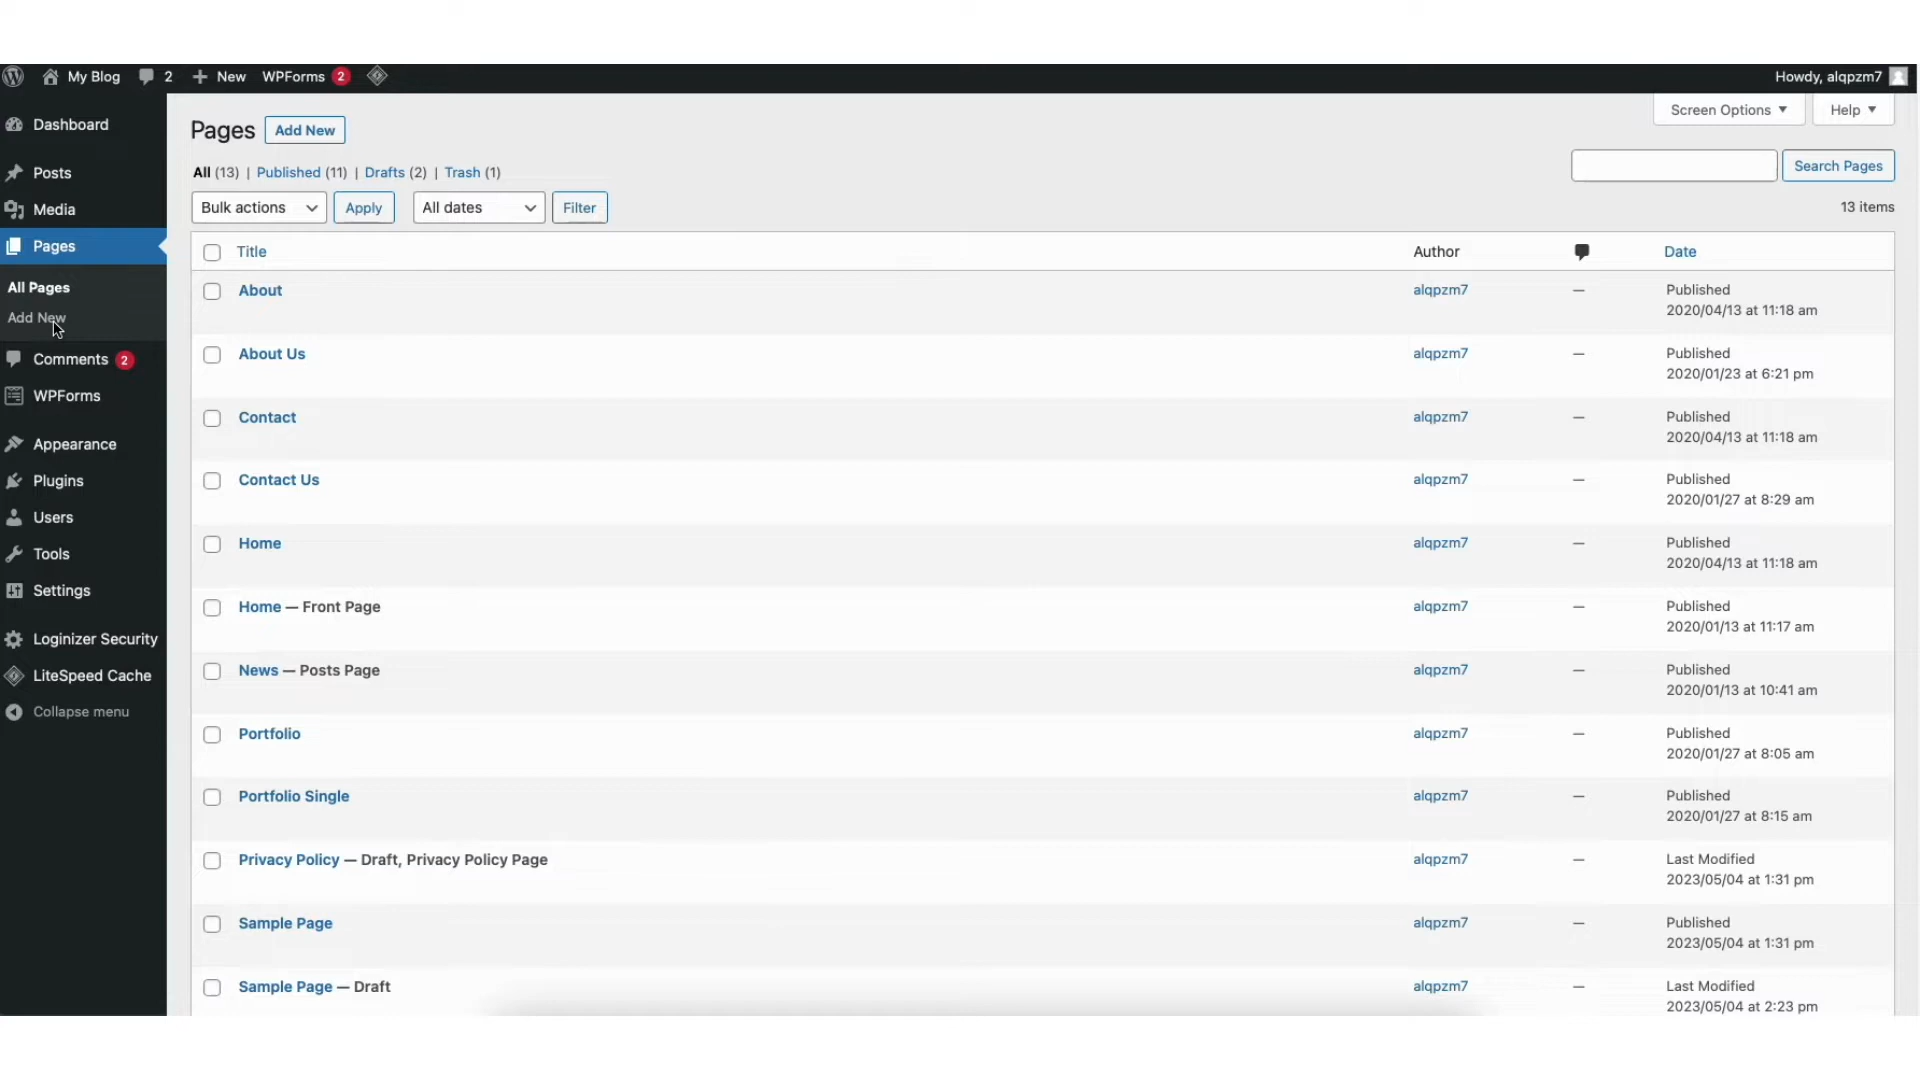 My Blog 2 New WPForms 2 Howdy, alqpzm7
Dashboard
Posts
Media
Pages
All Pages
Add New
Comments 2
WPForms
Appearance
Plugins
Users
Tools
Settings
Loginizer Security
LiteSpeed Cache
Collapse menu
Screen Options Help
Pages Add New
All (13) | Published (11) | Drafts (2) | Trash (1)
Search Pages
Bulk actions Apply All dates Filter
13 items
Title Author Date
About alqpzm7 — Published
2020/04/13 at 11:18 am
About Us alqpzm7 — Published
2020/01/23 at 6:21 pm
Contact alqpzm7 — Published
2020/04/13 at 11:18 am
Contact Us alqpzm7 — Published
2020/01/27 at 8:29 am
Home alqpzm7 — Published
2020/04/13 at 11:18 am
Home — Front Page alqpzm7 — Published
2020/01/13 at 11:17 am
News — Posts Page alqpzm7 — Published
2020/01/13 at 10:41 am
Portfolio alqpzm7 — Published
2020/01/27 at 8:05 am
Portfolio Single alqpzm7 — Published
2020/01/27 at 8:15 am
Privacy Policy — Draft, Privacy Policy Page alqpzm7 — Last Modified
2023/05/04 at 1:31 pm
Sample Page alqpzm7 — Published
2023/05/04 at 1:31 pm
Sample Page — Draft alqpzm7 — Last Modified
2023/05/04 at 2:23 pm